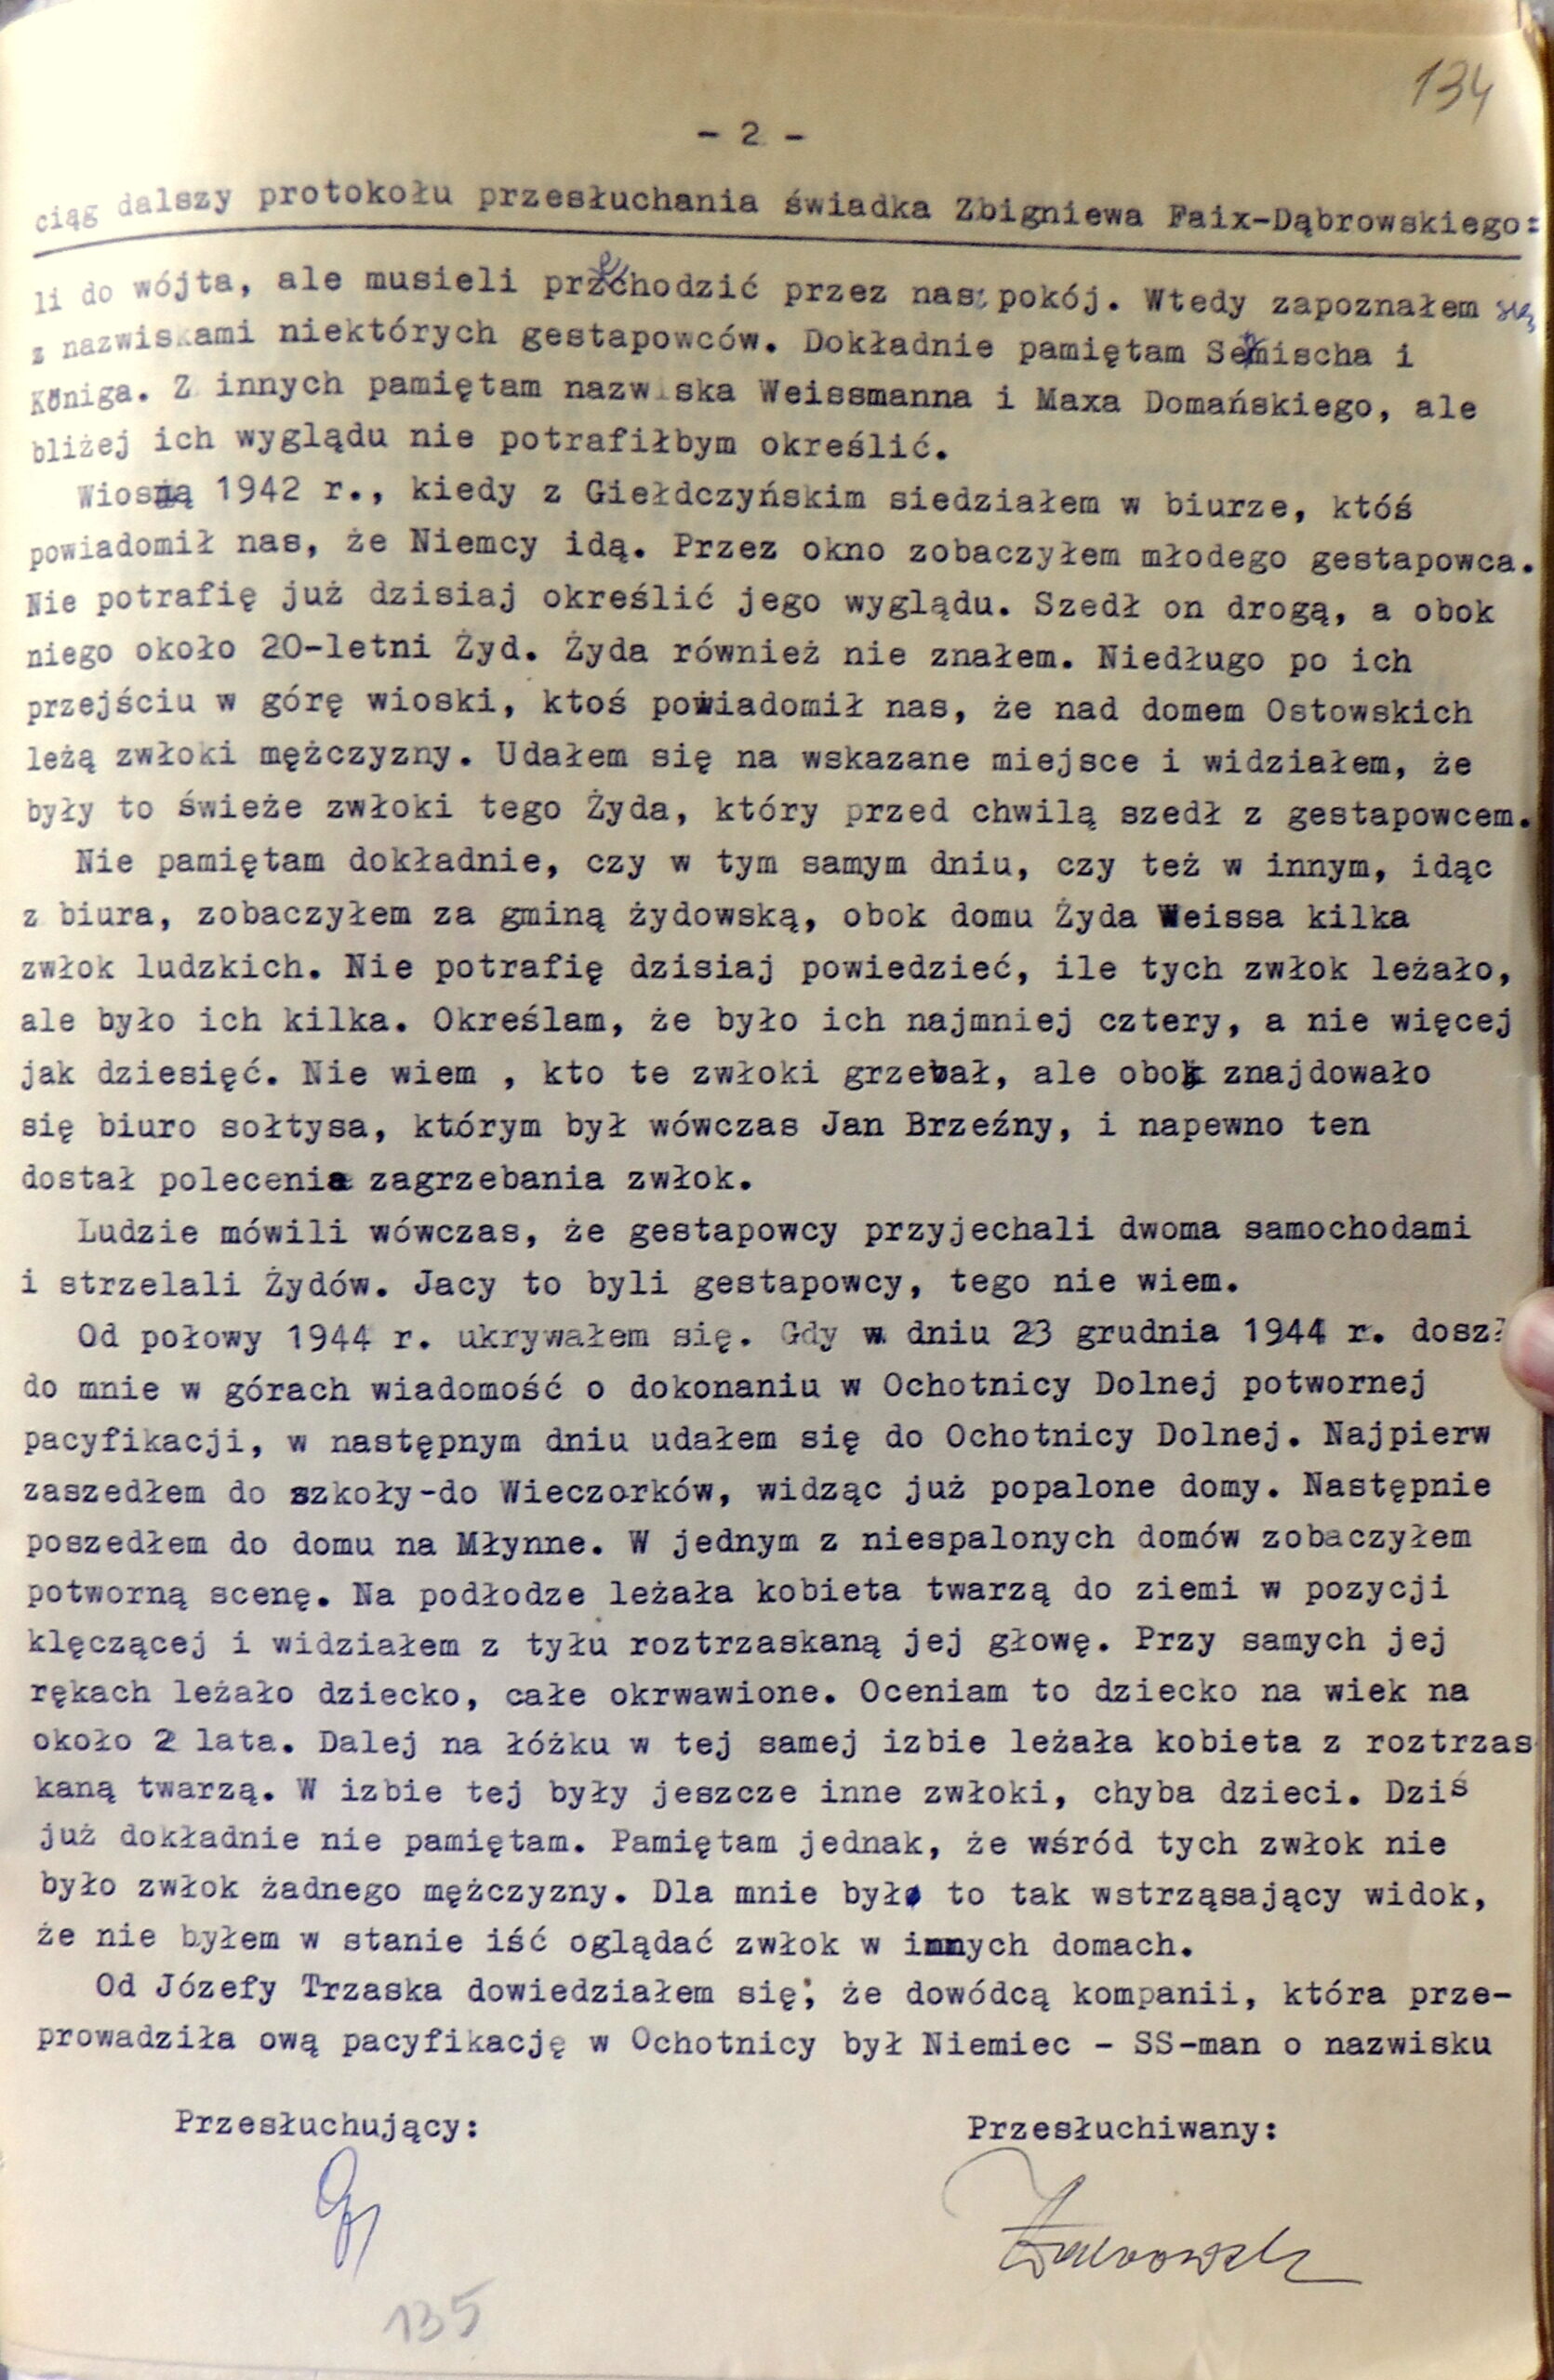 134
- 2 -
ciąg dalszy protokołu przesłuchania świadka Zbigniewa Faix-Dąbrowskiego:
li do wójta, ale musieli przechodzić przez nasz pokój. Wtedy zapoznałem się
z nazwiskami niektórych gestapowców. Dokładnie pamiętam Semischa i
Königa. Z innych pamiętam nazwiska Weissmanna i Maxa Domańskiego, ale
bliżej ich wyglądu nie potrafiłbym określić.
Wiosną 1942 r., kiedy z Giełdczyńskim siedziałem w biurze, któś
powiadomił nas, że Niemcy idą. Przez okno zobaczyłem młodego gestapowca.
Nie potrafię już dzisiaj określić jego wyglądu. Szedł on drogą, a obok
niego około 20-letni Żyd. Żyda również nie znałem. Niedługo po ich
przejściu w górę wioski, ktoś powiadomił nas, że nad domem Ostowskich
leżą zwłoki mężczyzny. Udałem się na wskazane miejsce i widziałem, że
były to świeże zwłoki tego Żyda, który przed chwilą szedł z gestapowcem.
Nie pamiętam dokładnie, czy w tym samym dniu, czy też w innym, idąc
z biura, zobaczyłem za gminą żydowską, obok domu Żyda Weissa kilka
zwłok ludzkich. Nie potrafię dzisiaj powiedzieć, ile tych zwłok leżało,
ale było ich kilka. Określam, że było ich najmniej cztery, a nie więcej
jak dziesięć. Nie wiem , kto te zwłoki grzebał, ale obok znajdowało
się biuro sołtysa, którym był wówczas Jan Brzeźny, i napewno ten
dostał polecenie zagrzebania zwłok.
Ludzie mówili wówczas, że gestapowcy przyjechali dwoma samochodami
i strzelali Żydów. Jacy to byli gestapowcy, tego nie wiem.
Od połowy 1944 r. ukrywałem się. Gdy w dniu 23 grudnia 1944 r. doszł
do mnie w górach wiadomość o dokonaniu w Ochotnicy Dolnej potwornej
pacyfikacji, w następnym dniu udałem się do Ochotnicy Dolnej. Najpierw
zaszedłem do szkoły-do Wieczorków, widząc już popalone domy. Następnie
poszedłem do domu na Młynne. W jednym z niespalonych domów zobaczyłem
potworną scenę. Na podłodze leżała kobieta twarzą do ziemi w pozycji
klęczącej i widziałem z tyłu roztrzaskaną jej głowę. Przy samych jej
rękach leżało dziecko, całe okrwawione. Oceniam to dziecko na wiek na
około 2 lata. Dalej na łóżku w tej samej izbie leżała kobieta z roztrzas
kaną twarzą. W izbie tej były jeszcze inne zwłoki, chyba dzieci. Dziś
już dokładnie nie pamiętam. Pamiętam jednak, że wśród tych zwłok nie
było zwłok żadnego mężczyzny. Dla mnie był to tak wstrząsający widok,
że nie byłem w stanie iść oglądać zwłok w innych domach.
Od Józefy Trzaska dowiedziałem się, że dowódcą kompanii, która prze-
prowadziła ową pacyfikację w Ochotnicy był Niemiec - SS-man o nazwisku
Przesłuchujący: Przesłuchiwany:
135